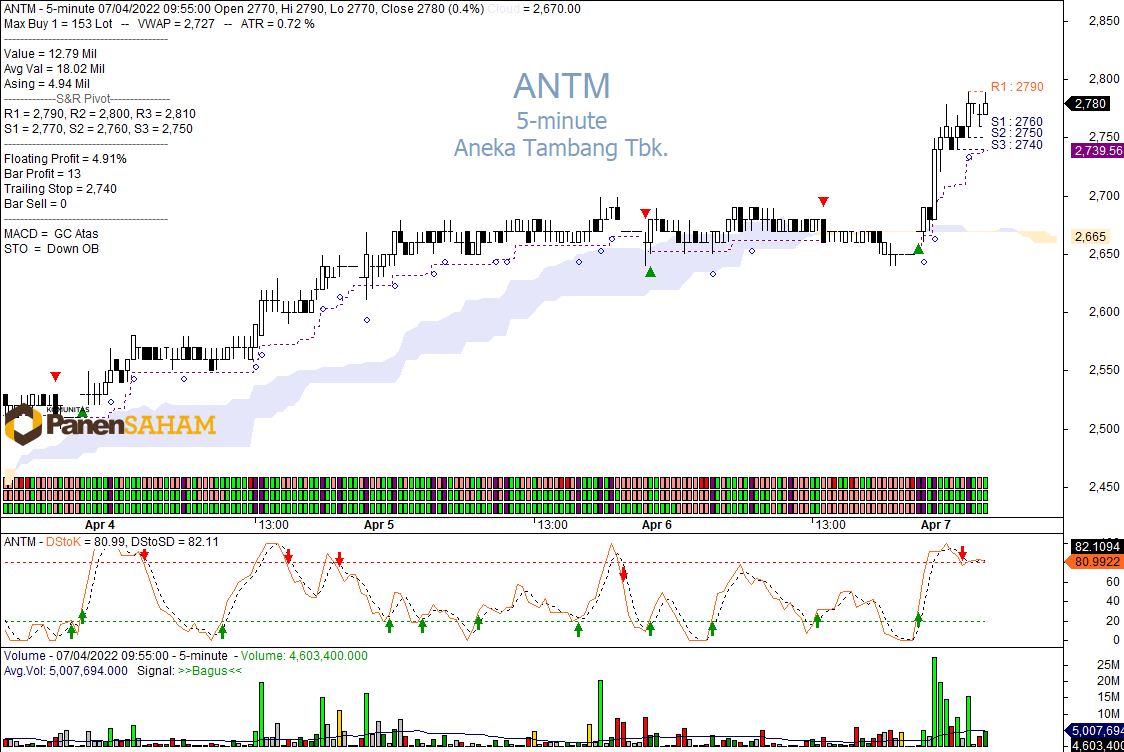 ANTM - 5-minute 07/04/2022 09:55:00 Open 2770, Hi 2790, Lo 2770, Close 2780 (0.4%) Cloud = 2,670.00
Max Buy 1 = 153 Lot -- VWAP = 2,727 -- ATR = 0.72 %
Value = 12.79 Mil
Avg Val = 18.02 Mil
Asing = 4.94 Mil
S&R Pivot
R1 = 2,790, R2 = 2,800, R3 = 2,810
S1 = 2,770, S2 = 2,760, S3 = 2,750
Floating Profit = 4.91%
Bar Profit = 13
Trailing Stop = 2,740
Bar Sell = 0
MACD = GC Atas
STO = Down OB
ANTM
5-minute
Aneka Tambang Tbk.
R1 : 2790
S1 : 2760
S2 : 2750
S3 : 2740
2,850
2,800
2,780
2,750
2,739.56
2,700
2,665
2,650
2,600
2,550
2,500
2,450
KOMUNITAS
PanenSAHAM
Apr 4 13:00 Apr 5 13:00 Apr 6 13:00 Apr 7
ANTM - DStoK = 80.99, DStoSD = 82.11
82.1094
80.9922
60
40
20
0
Volume - 07/04/2022 09:55:00 - 5-minute - Volume: 4,603,400.000
Avg.Vol: 5,007,694.000 Signal: >>Bagus<<
25M
20M
15M
10M
5,007,694
4,603,400